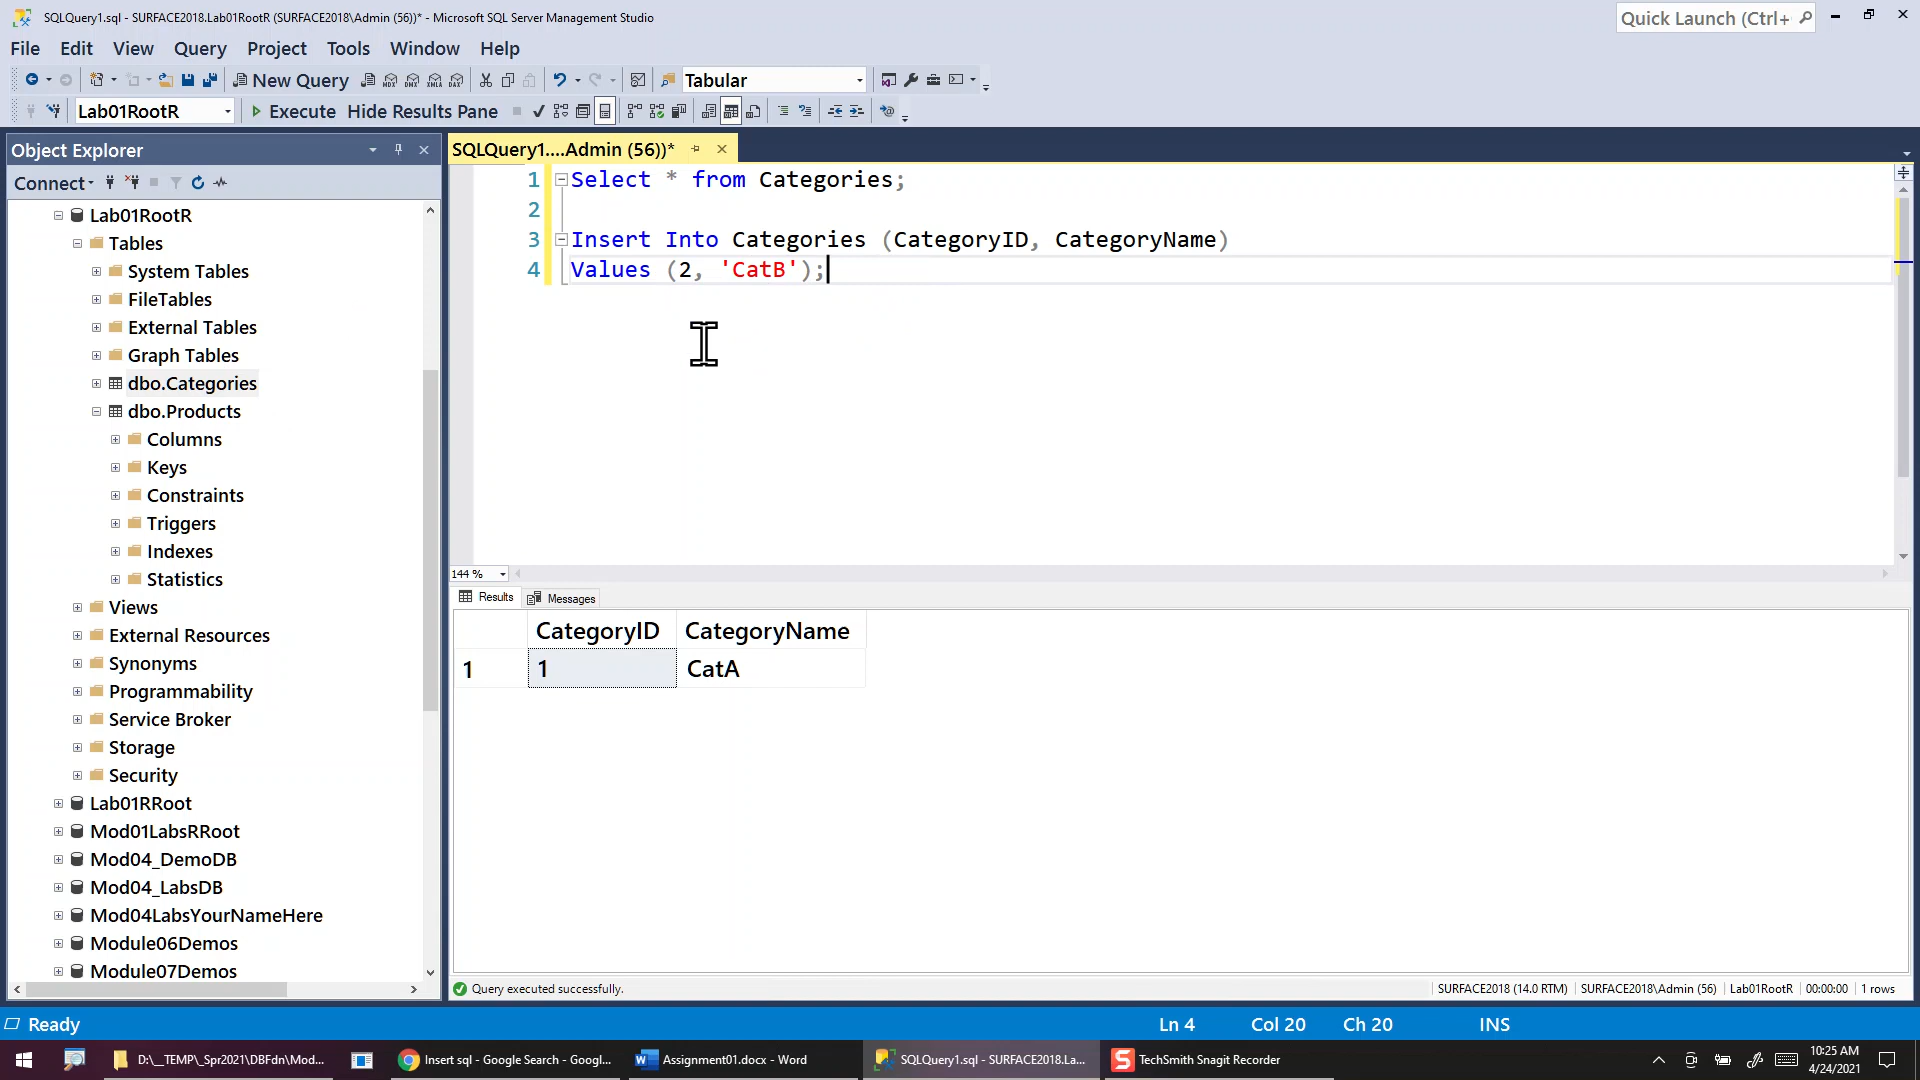 SQLQuery1.sql - SURFACE2018.Lab01RootR (SURFACE2018\Admin (56))* - Microsoft SQL Server Management Studio
Quick Launch (Ctrl+
File Edit View Query Project Tools Window Help
New Query MDX DMX XMLA DAX Tabular
Lab01RootR Execute Hide Results Pane
Object Explorer
Connect
Lab01RootR
Tables
System Tables
FileTables
External Tables
Graph Tables
dbo.Categories
dbo.Products
Columns
Keys
Constraints
Triggers
Indexes
Statistics
Views
External Resources
Synonyms
Programmability
Service Broker
Storage
Security
Lab01RRoot
Mod01LabsRRoot
Mod04_DemoDB
Mod04_LabsDB
Mod04LabsYourNameHere
Module06Demos
Module07Demos
SQLQuery1....Admin (56))*
1 Select * from Categories;
2
3 Insert Into Categories (CategoryID, CategoryName)
4 Values (2, 'CatB');
144 %
Results Messages
CategoryID CategoryName
1 1 CatA
Query executed successfully.
SURFACE2018 (14.0 RTM) SURFACE2018\Admin (56) Lab01RootR 00:00:00 1 rows
Ready Ln 4 Col 20 Ch 20 INS
D:\__TEMP\_Spr2021\DBFdn\Mod...
Insert sql - Google Search - Googl...
Assignment01.docx - Word
SQLQuery1.sql - SURFACE2018.La...
TechSmith Snagit Recorder
10:25 AM
4/24/2021